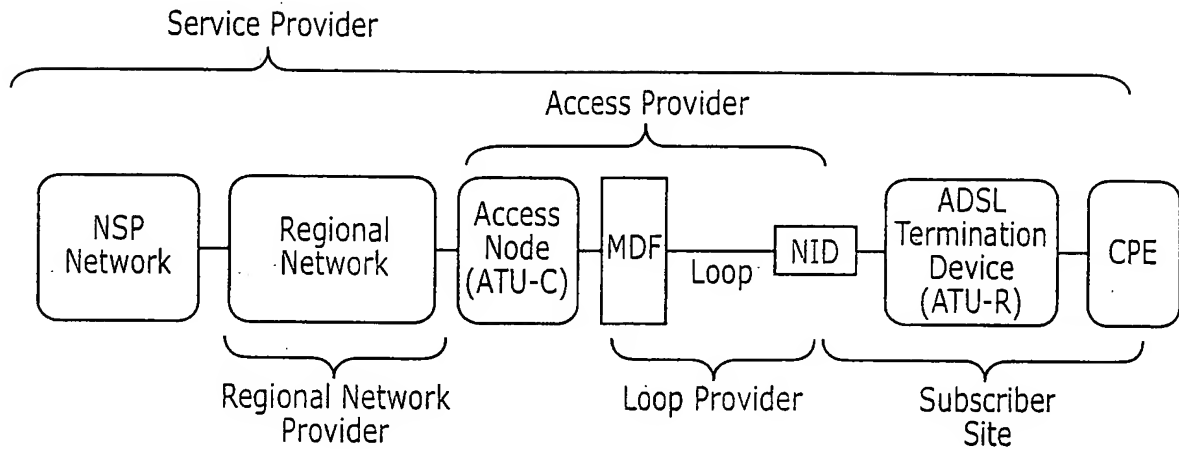 Service Provider
Access Provider
NSP
Network
Regional
Network
Access
Node
(ATU-C)
MDF
Loop
NID
ADSL
Termination
Device
(ATU-R)
CPE
Regional Network
Provider
Loop Provider
Subscriber
Site